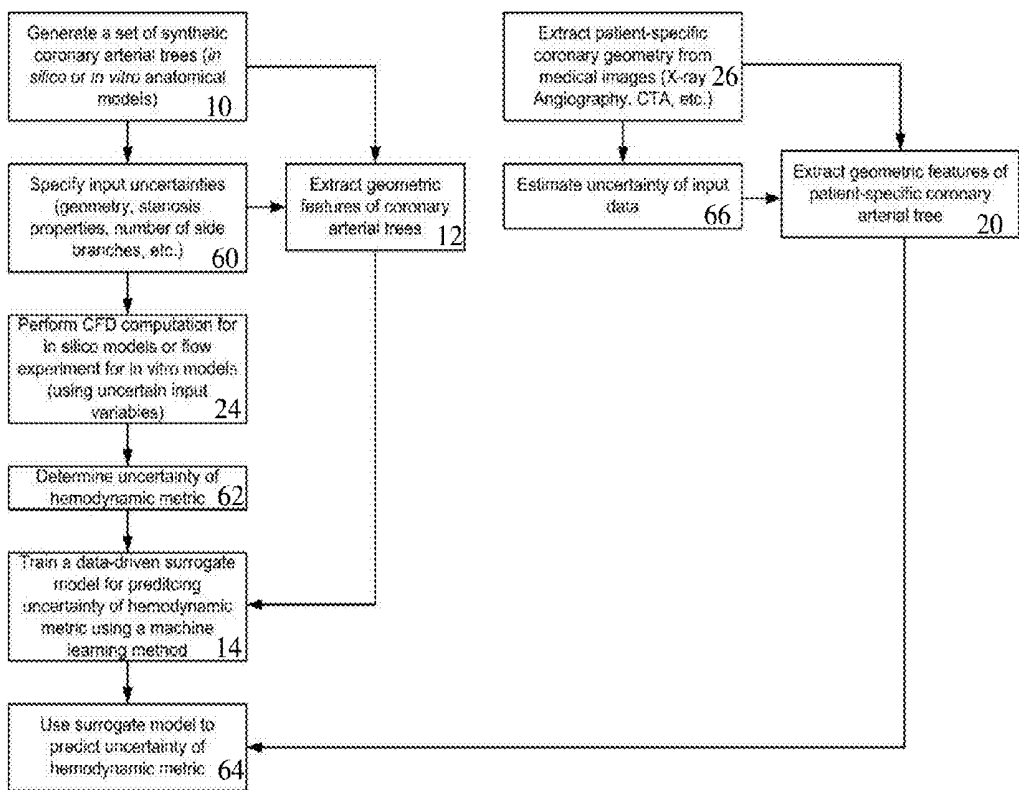 Generate a set of synthetic
coronary arterial trees (in
silico or in vitro anatomical
models)
10
Specify input uncertainties
(geometry, stenosis
properties, number of side
branches, etc.)
60
Perform CFD computation for
in silico models or flow
experiment for in vitro models
(using uncertain input
variables)
24
Determine uncertainty of
hemodynamic metric
62
Train a data-driven surrogate
model for preditcing
uncertainty of hemodynamic
metric using a machine
learning method
14
Use surrogate model to
predict uncertainty of
hemodynamic metric
64
Extract geometric
features of coronary
arterial trees
12
Extract patient-specific
coronary geometry from
medical images (X-ray
Angiography, CTA, etc.)
26
Estimate uncertainty of input
data
66
Extract geometric features of
patient-specific coronary
arterial tree
20